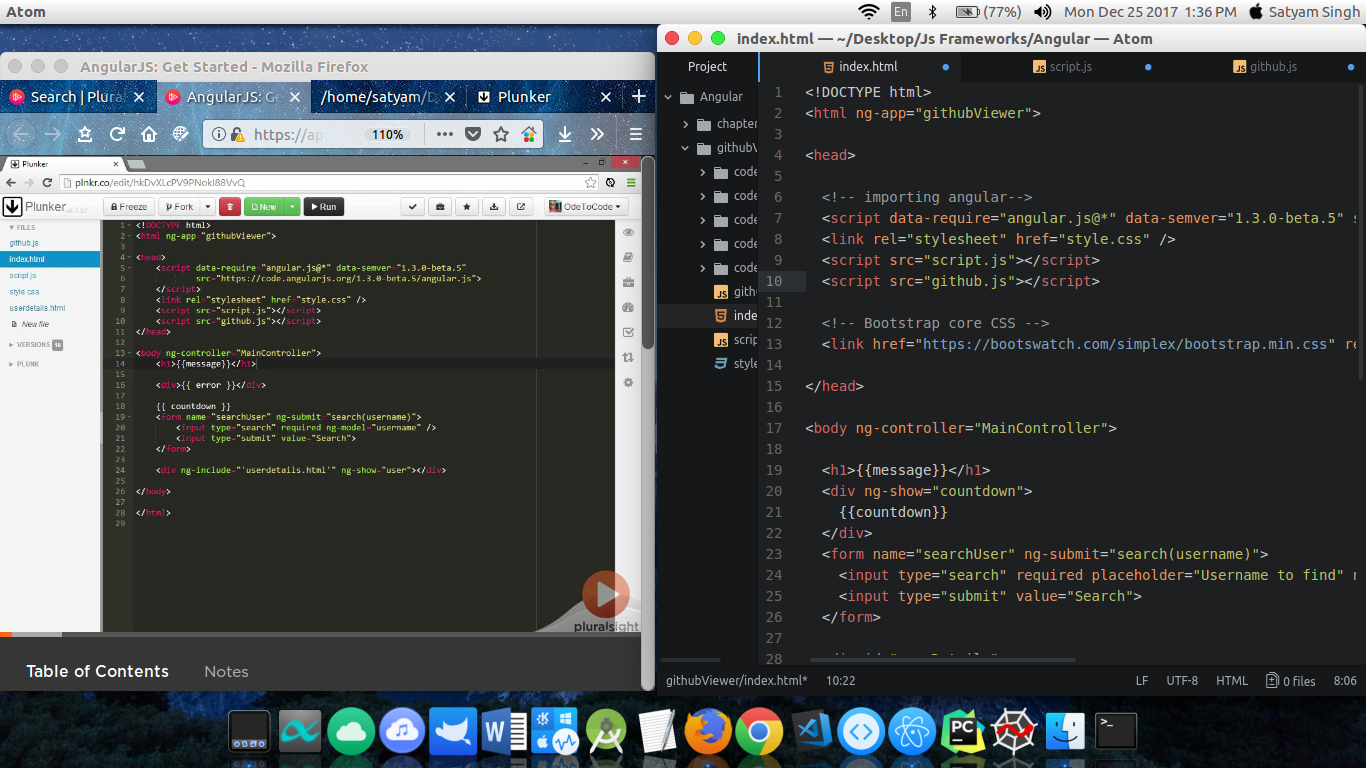 Atom
En
(77%)
Mon Dec 25 2017 1:36 PM
Satyam Singh
AngularJS: Get Started - Mozilla Firefox
Search | Plura
AngularJS: Ge
/home/satyam/D
Plunker
https://app
110%
Plunker
plnkr.co/edit/hkDvXLcPV9PNokI88VvQ
Plunker
Freeze
Fork
New
Run
OdeToCode
FILES
github.js
index.html
script.js
style.css
userdetails.html
New file
VERSIONS 16
PLUNK
1 <!DOCTYPE html>
2 <html ng-app="githubViewer">
3
4 <head>
5 <script data-require="angular.js@*" data-semver="1.3.0-beta.5"
6 src="https://code.angularjs.org/1.3.0-beta.5/angular.js">
7 </script>
8 <link rel="stylesheet" href="style.css" />
9 <script src="script.js"></script>
10 <script src="github.js"></script>
11 </head>
12
13 <body ng-controller="MainController">
14 <h1>{{message}}</h1>
15
16 <div>{{ error }}</div>
17
18 {{ countdown }}
19 <form name="searchUser" ng-submit="search(username)">
20 <input type="search" required ng-model="username" />
21 <input type="submit" value="Search">
22 </form>
23
24 <div ng-include="'userdetails.html'" ng-show="user"></div>
25
26 </body>
27
28 </html>
29
pluralsight
Table of Contents
Notes
index.html — ~/Desktop/Js Frameworks/Angular — Atom
Project
index.html
script.js
github.js
Angular
chapter
githubV
code
code
code
code
code
JS gith
inde
JS scrip
style
1 <!DOCTYPE html>
2 <html ng-app="githubViewer">
3
4 <head>
5
6 <!-- importing angular-->
7 <script data-require="angular.js@*" data-semver="1.3.0-beta.5" s
8 <link rel="stylesheet" href="style.css" />
9 <script src="script.js"></script>
10 <script src="github.js"></script>
11
12 <!-- Bootstrap core CSS -->
13 <link href="https://bootswatch.com/simplex/bootstrap.min.css" re
14
15 </head>
16
17 <body ng-controller="MainController">
18
19 <h1>{{message}}</h1>
20 <div ng-show="countdown">
21 {{countdown}}
22 </div>
23 <form name="searchUser" ng-submit="search(username)">
24 <input type="search" required placeholder="Username to find"
25 <input type="submit" value="Search">
26 </form>
27
28
githubViewer/index.html*
10:22
LF
UTF-8
HTML
0 files
8:06
W
PC
>_